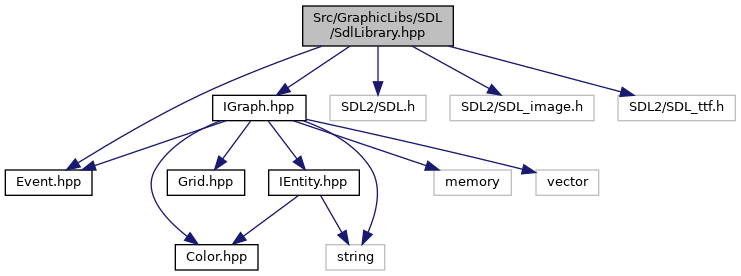 Src/GraphicLibs/SDL
/SdlLibrary.hpp
IGraph.hpp
SDL2/SDL.h
SDL2/SDL_image.h
SDL2/SDL_ttf.h
Event.hpp
Grid.hpp
IEntity.hpp
memory
vector
Color.hpp
string